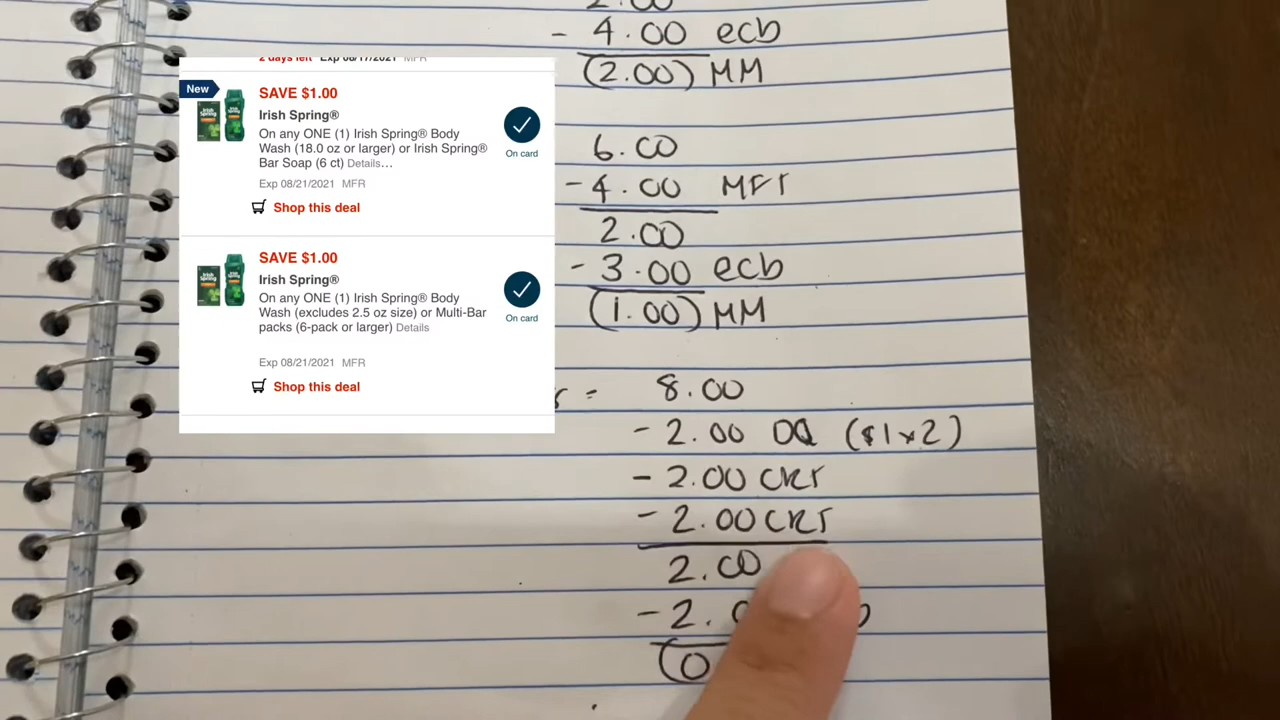 2.00
- 4.00 ecb
(2.00) MM
6.00
- 4.00 MFR
2.00
- 3.00 ecb
(1.00) MM
= 8.00
- 2.00 DQ ($1x2)
- 2.00 CRT
- 2.00 CRT
2.00
- 2.
(0
2 days left Exp 08/17/2021 MFR
New
SAVE $1.00
Irish Spring®
On any ONE (1) Irish Spring® Body
Wash (18.0 oz or larger) or Irish Spring®
Bar Soap (6 ct) Details...
On card
Exp 08/21/2021 MFR
Shop this deal
SAVE $1.00
Irish Spring®
On any ONE (1) Irish Spring® Body
Wash (excludes 2.5 oz size) or Multi-Bar
packs (6-pack or larger) Details
On card
Exp 08/21/2021 MFR
Shop this deal